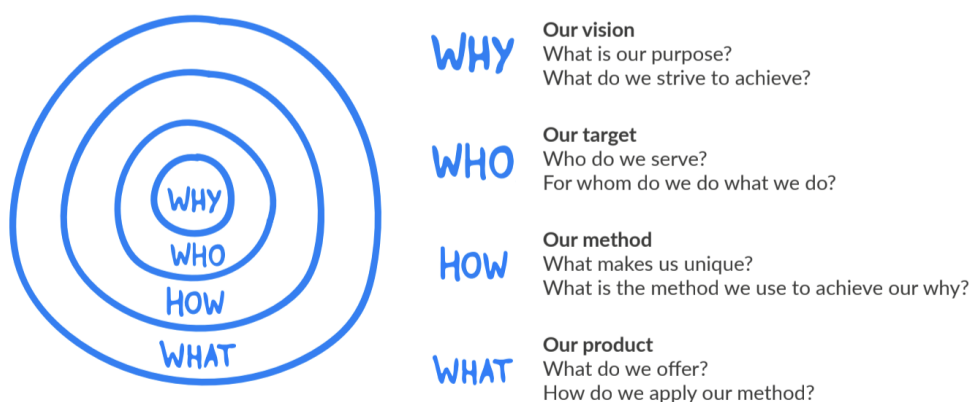 WHY
WHO
HOW
WHAT
WHY
Our vision
What is our purpose?
What do we strive to achieve?
WHO
Our target
Who do we serve?
For whom do we do what we do?
HOW
Our method
What makes us unique?
What is the method we use to achieve our why?
WHAT
Our product
What do we offer?
How do we apply our method?